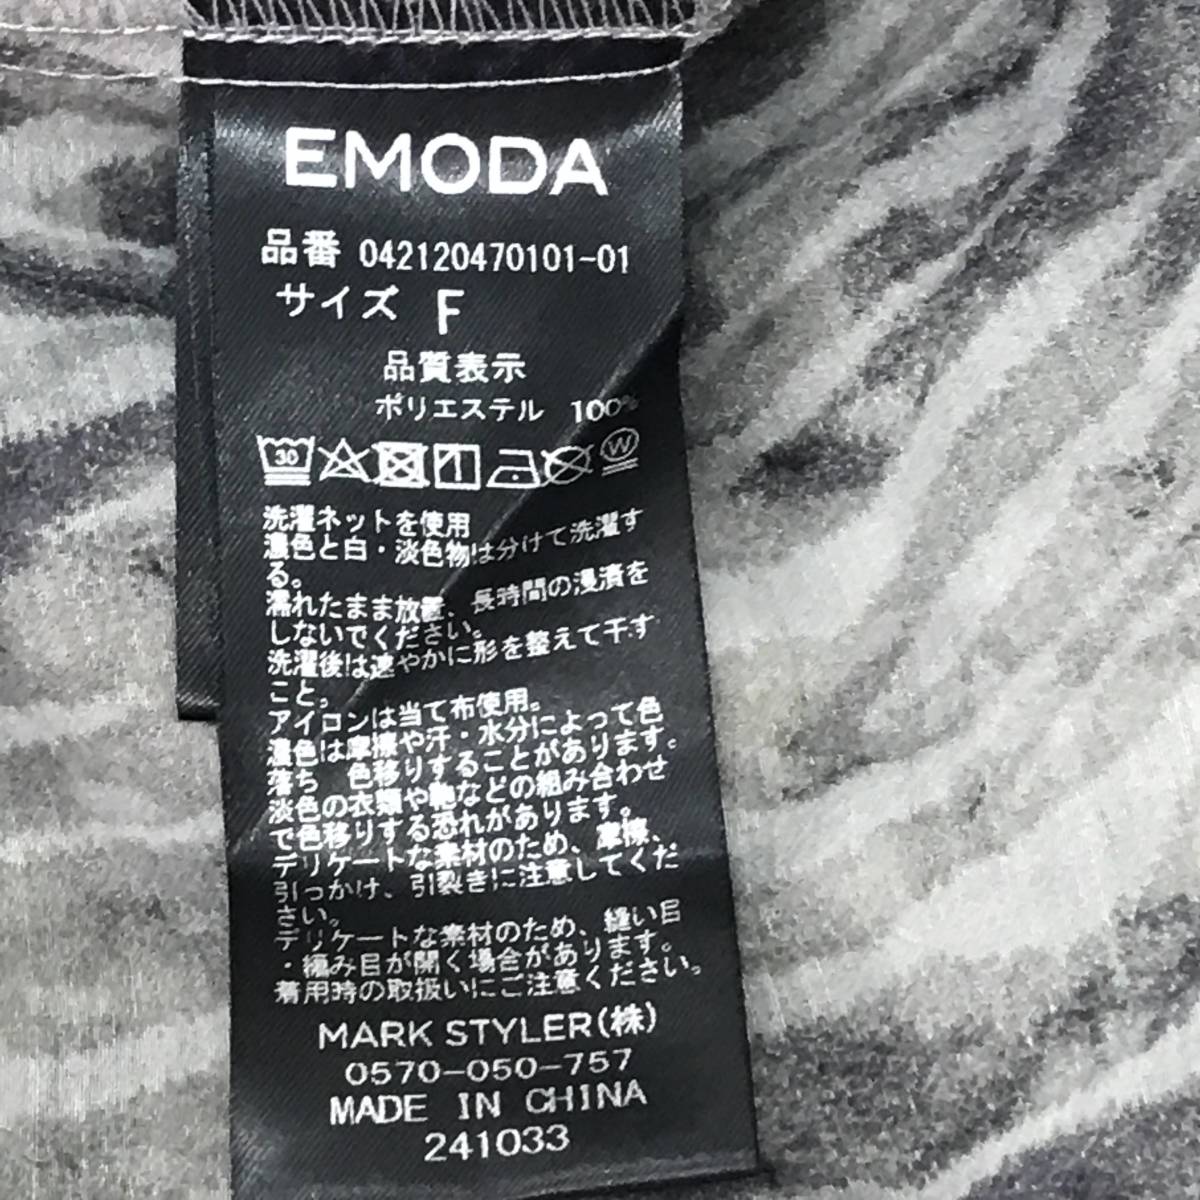 EMODA
品番 042120470101-01
サイズ F
品質表示
ポリエステル 100%
30
W
洗濯ネットを使用
濃色と白・淡色物は分けて洗濯す
る。
濡れたまま放置、長時間の浸漬を
しないでください。
洗濯後は速やかに形を整えて干す
こと。
アイロンは当て布使用。
濃色は摩擦や汗・水分によって色
落ち 色移りすることがあります。
淡色の衣類や鞄などの組み合わせ
で色移りする恐れがあります。
デリケートな素材のため、摩擦、
引っかけ、引裂きに注意してくだ
さい。
デリケートな素材のため、縫い目
・編み目が開く場合があります。
着用時の取扱いにご注意ください。
MARK STYLER(株)
0570-050-757
MADE IN CHINA
241033